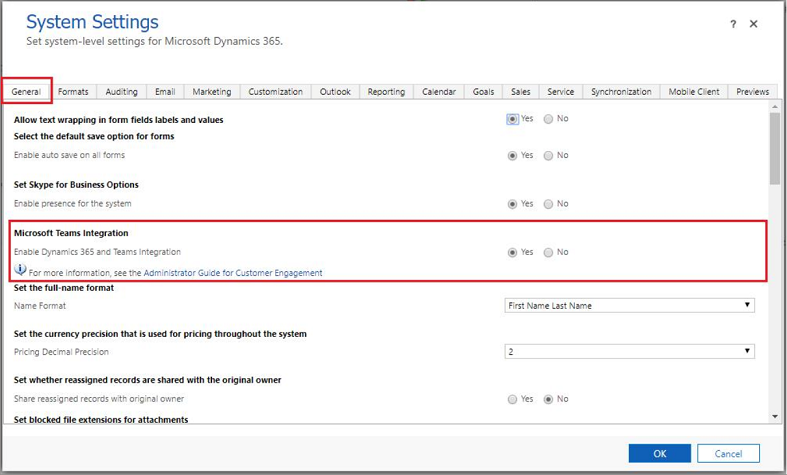 System Settings
? ✕
Set system-level settings for Microsoft Dynamics 365.
General Formats Auditing Email Marketing Customization Outlook Reporting Calendar Goals Sales Service Synchronization Mobile Client Previews
Allow text wrapping in form fields labels and values Yes No
Select the default save option for forms
Enable auto save on all forms Yes No
Set Skype for Business Options
Enable presence for the system Yes No
Microsoft Teams Integration
Enable Dynamics 365 and Teams Integration Yes No
For more information, see the Administrator Guide for Customer Engagement
Set the full-name format
Name Format First Name Last Name
Set the currency precision that is used for pricing throughout the system
Pricing Decimal Precision 2
Set whether reassigned records are shared with the original owner
Share reassigned records with original owner Yes No
Set blocked file extensions for attachments
OK Cancel